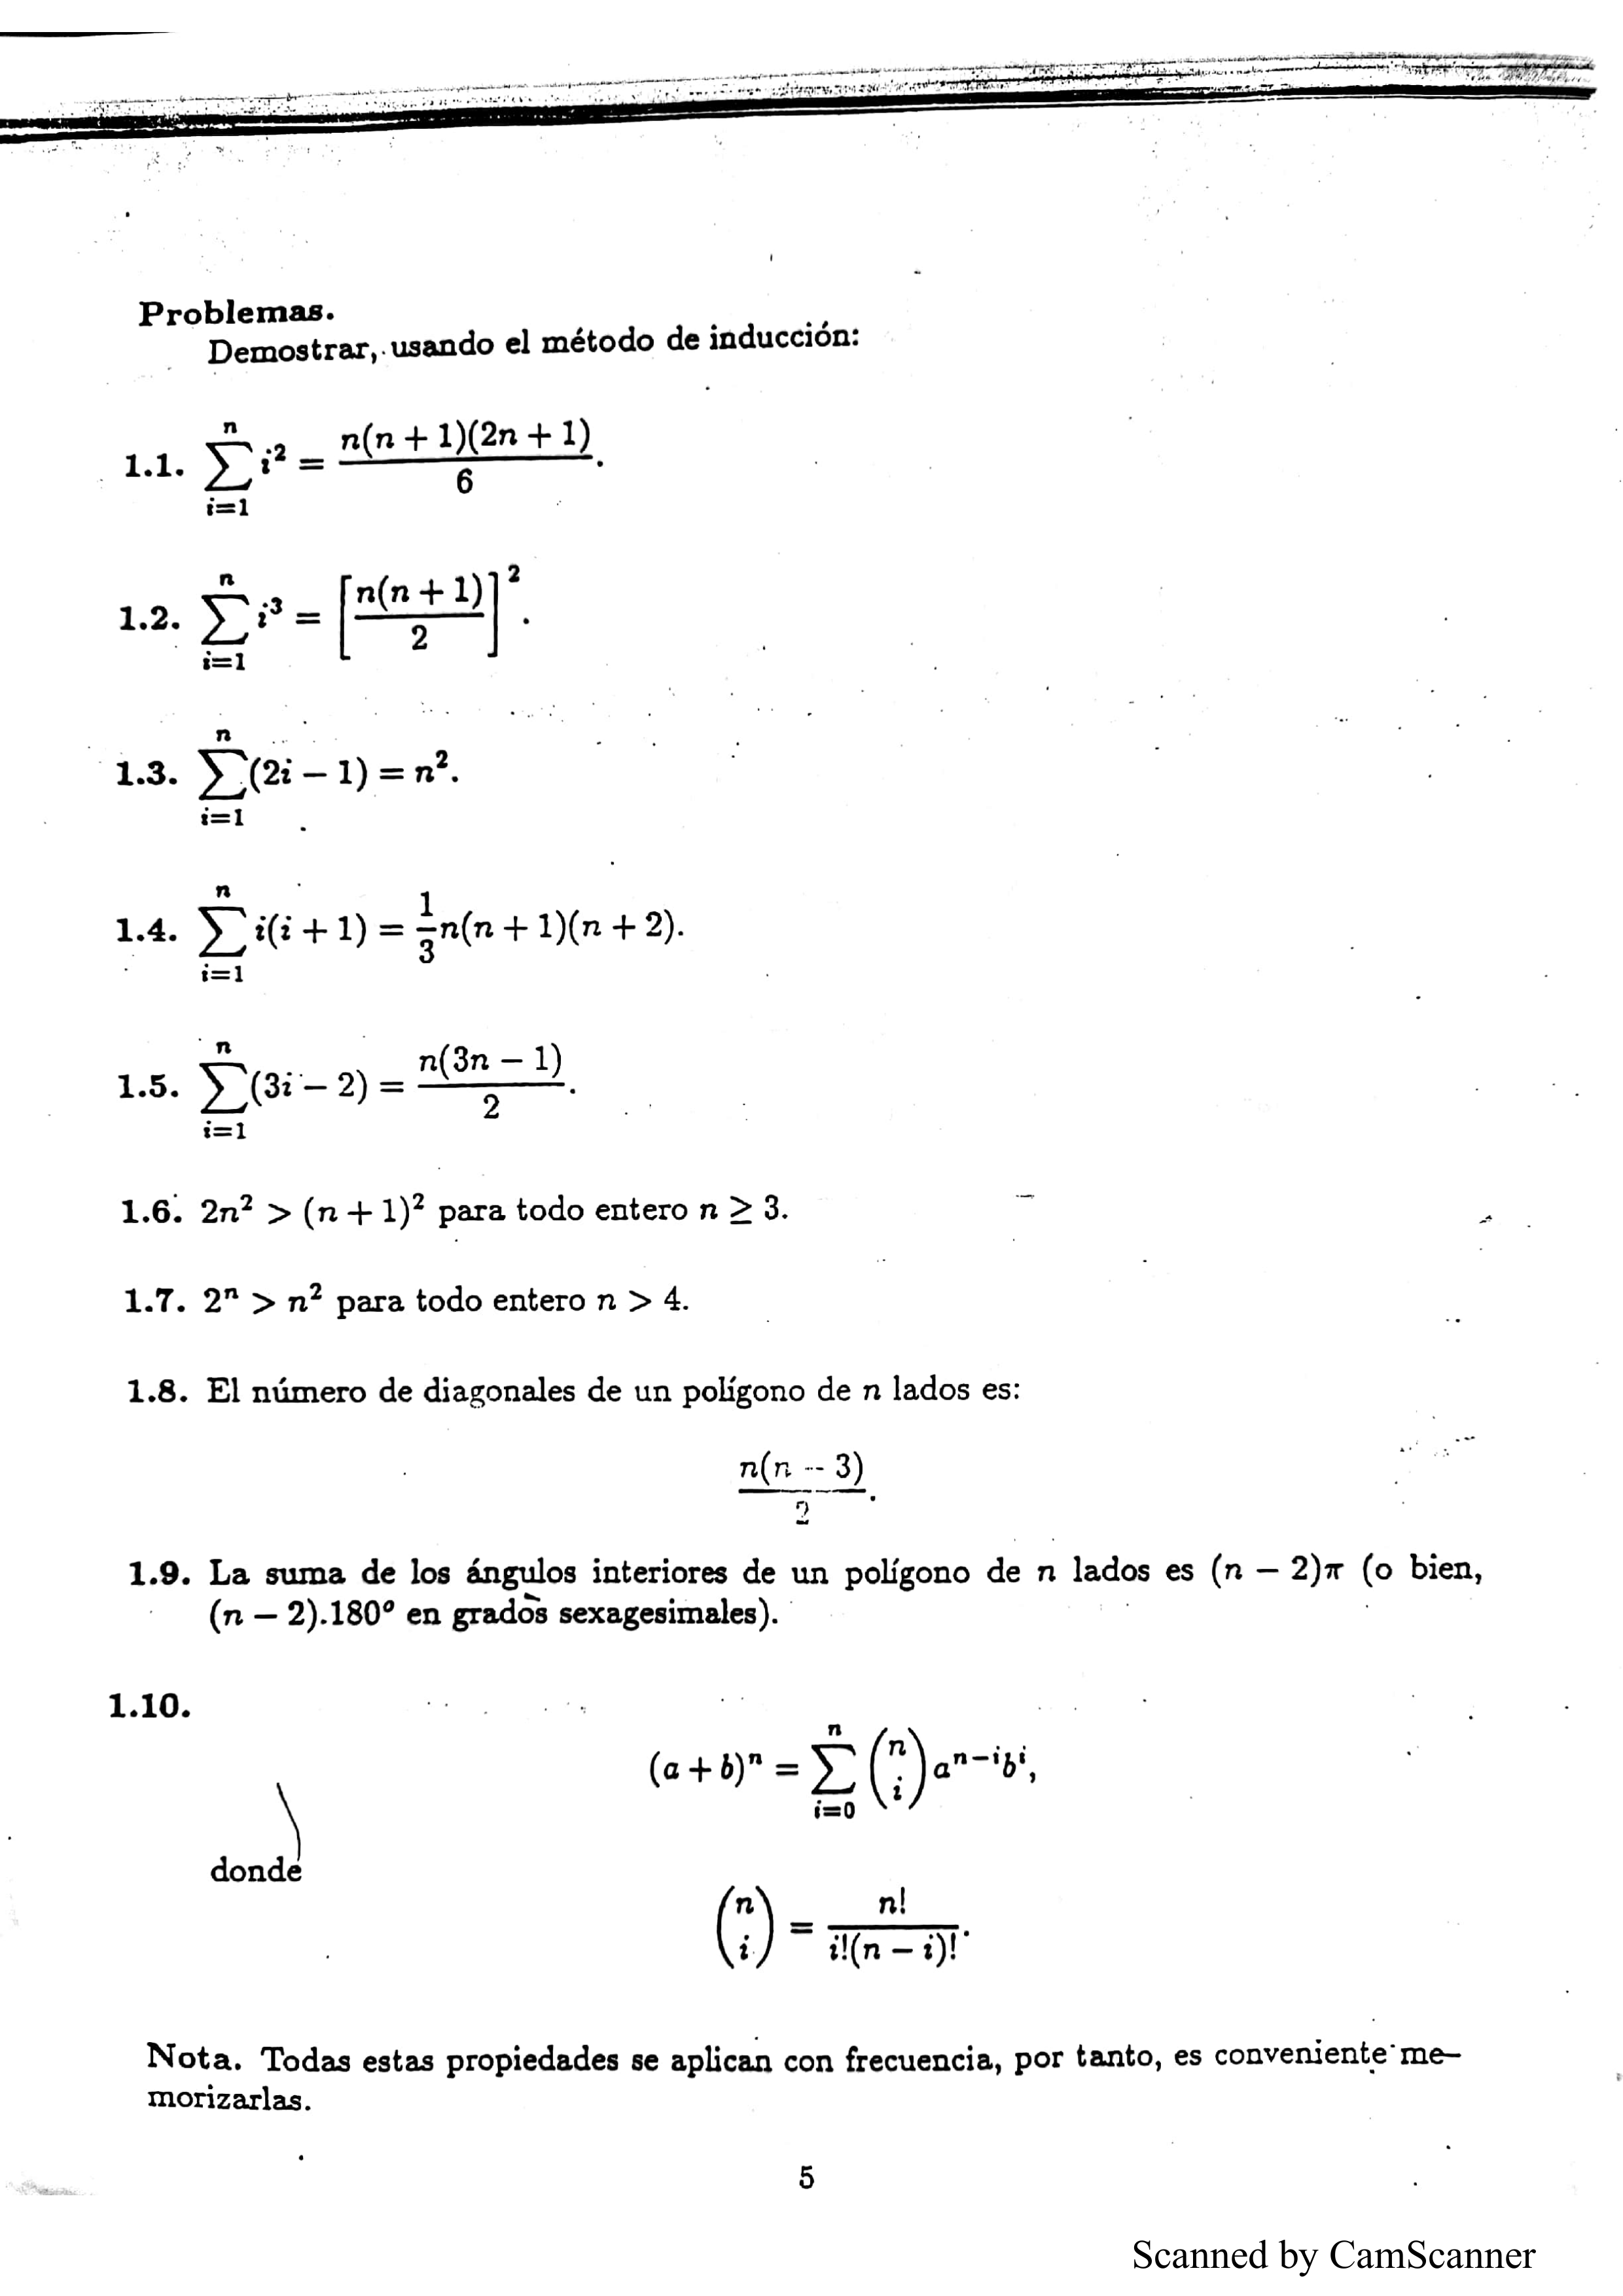 Problemas.
Demostrar, usando el método de inducción:
1.1. \sum_{i=1}^{n} i^2 = \frac{n(n+1)(2n+1)}{6}.
1.2. \sum_{i=1}^{n} i^3 = \left[\frac{n(n+1)}{2}\right]^2.
1.3. \sum_{i=1}^{n} (2i-1) = n^2.
1.4. \sum_{i=1}^{n} i(i+1) = \frac{1}{3}n(n+1)(n+2).
1.5. \sum_{i=1}^{n} (3i-2) = \frac{n(3n-1)}{2}.
1.6. 2n^2 > (n+1)^2 para todo entero n ≥ 3.
1.7. 2^n > n^2 para todo entero n > 4.
1.8. El número de diagonales de un polígono de n lados es:
\frac{n(n-3)}{2}.
1.9. La suma de los ángulos interiores de un polígono de n lados es (n − 2)π (o bien,
(n − 2).180° en grados sexagesimales).
1.10.
(a+b)^n = \sum_{i=0}^{n} \binom{n}{i} a^{n-i}b^i,
donde
\binom{n}{i} = \frac{n!}{i!(n-i)!}.
Nota. Todas estas propiedades se aplican con frecuencia, por tanto, es conveniente me–
morizarlas.
5
Scanned by CamScanner